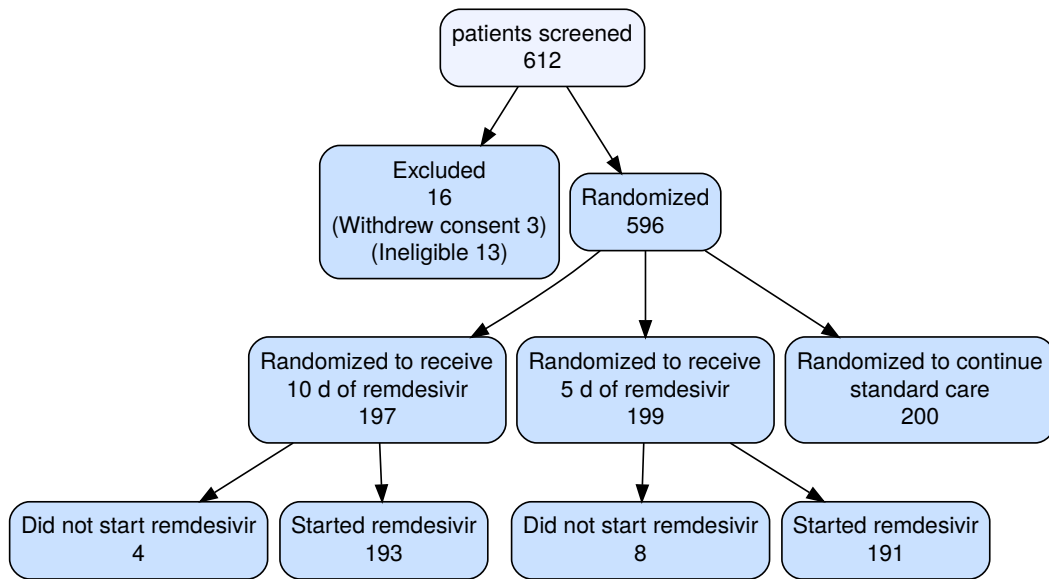 patients screened
612
Excluded
16
(Withdrew consent 3)
(Ineligible 13)
Randomized
596
Randomized to receive
10 d of remdesivir
197
Randomized to receive
5 d of remdesivir
199
Randomized to continue
standard care
200
Did not start remdesivir
4
Started remdesivir
193
Did not start remdesivir
8
Started remdesivir
191